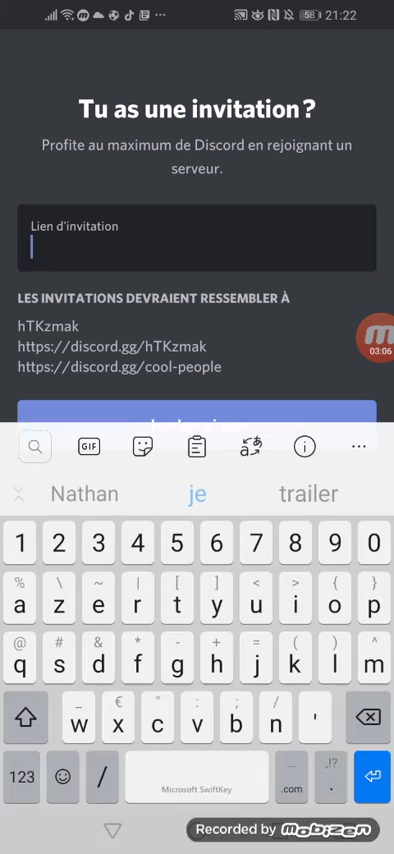 58 21:22
Tu as une invitation ?
Profite au maximum de Discord en rejoignant un
serveur.
Lien d'invitation
LES INVITATIONS DEVRAIENT RESSEMBLER À
hTKzmak
https://discord.gg/hTKzmak
https://discord.gg/cool-people
03:06
GIF
Nathan je trailer
1 2 3 4 5 6 7 8 9 0
% \ ~ | [ ] < > { }
a z e r t y u i o p
@ # & * - + = ( ) ^
q s d f g h j k l m
_ € " : ; /
w x c v b n '
123 / Microsoft SwiftKey .com ,!? .
Recorded by mobizen